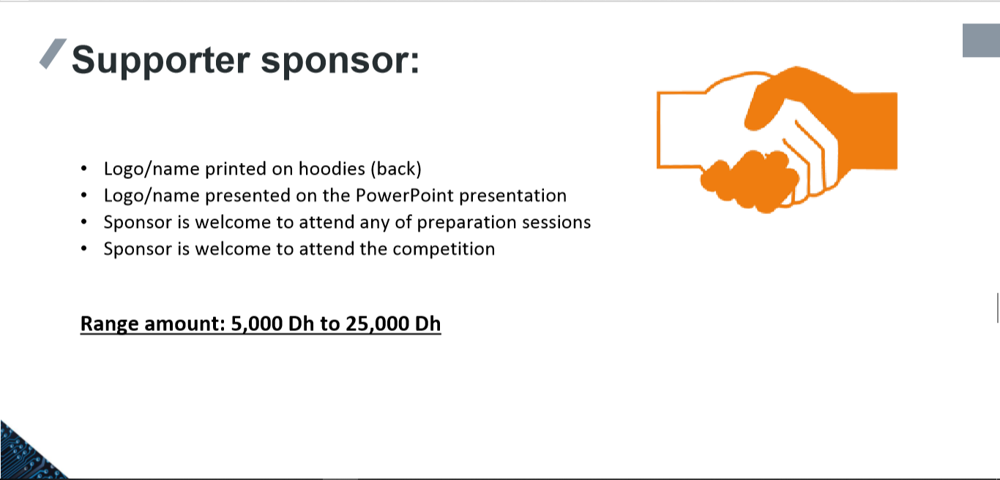 Supporter sponsor:
• Logo/name printed on hoodies (back)
• Logo/name presented on the PowerPoint presentation
• Sponsor is welcome to attend any of preparation sessions
• Sponsor is welcome to attend the competition
Range amount: 5,000 Dh to 25,000 Dh